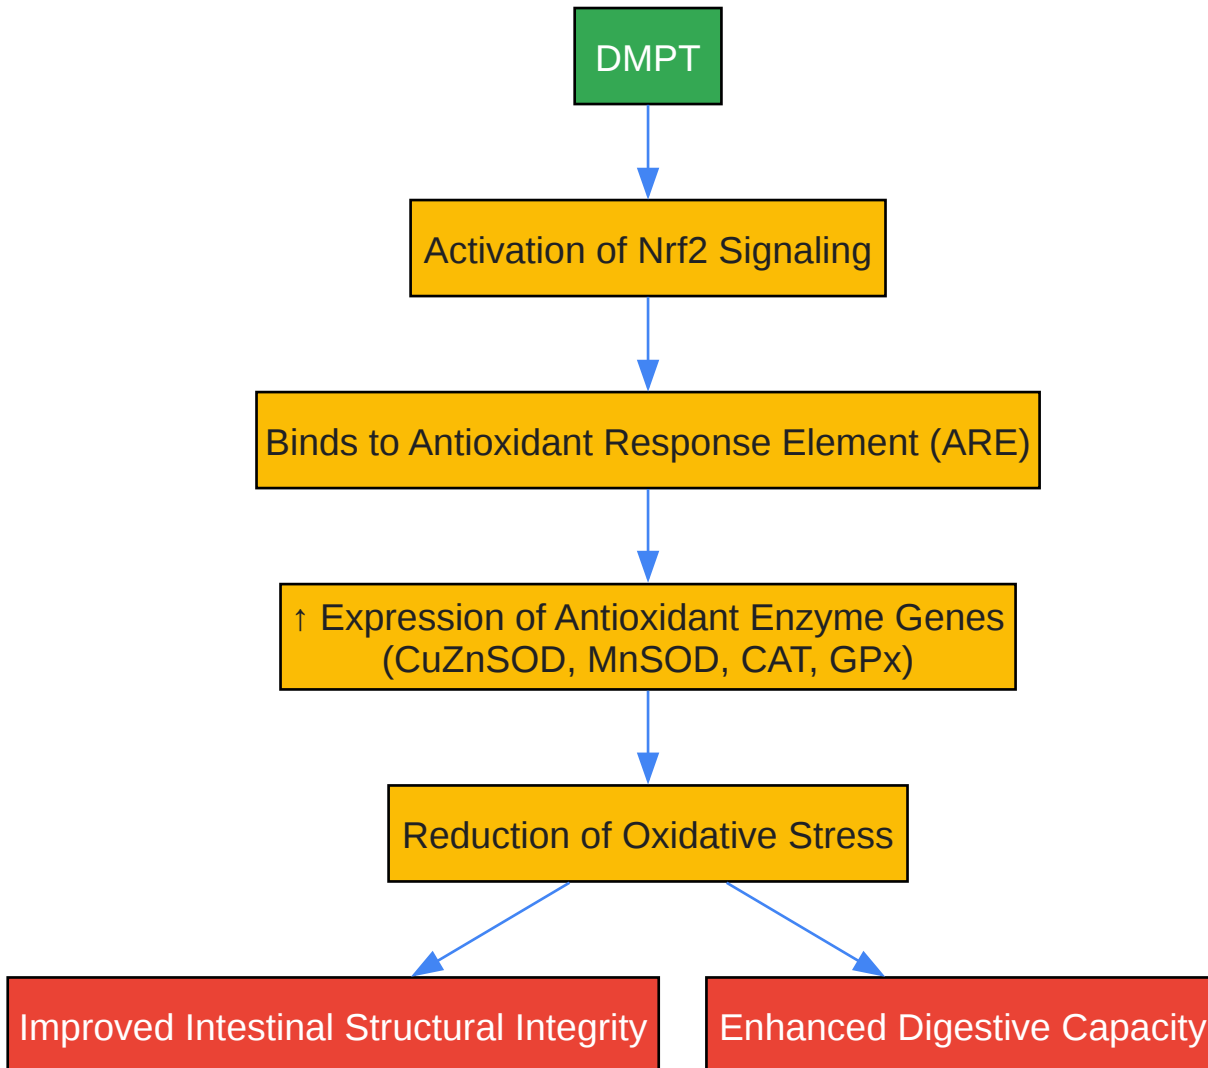 DMPT
Activation of Nrf2 Signaling
Binds to Antioxidant Response Element (ARE)
↑ Expression of Antioxidant Enzyme Genes
(CuZnSOD, MnSOD, CAT, GPx)
Reduction of Oxidative Stress
Improved Intestinal Structural Integrity
Enhanced Digestive Capacity